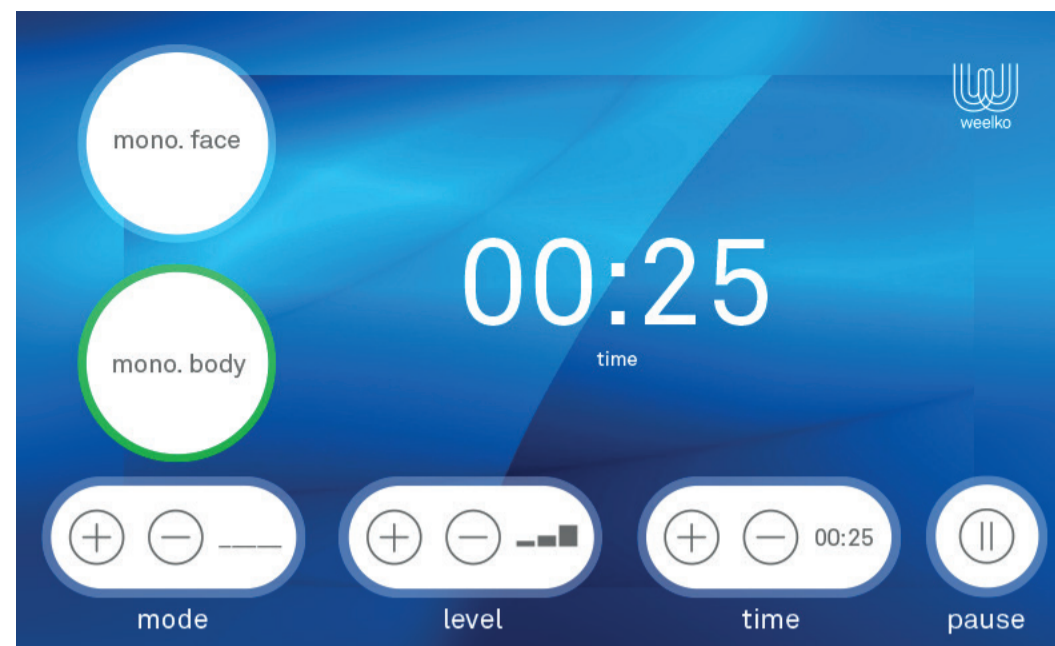 mono. face
weelko
00:25
time
mono. body
00:25
mode
level
time
pause